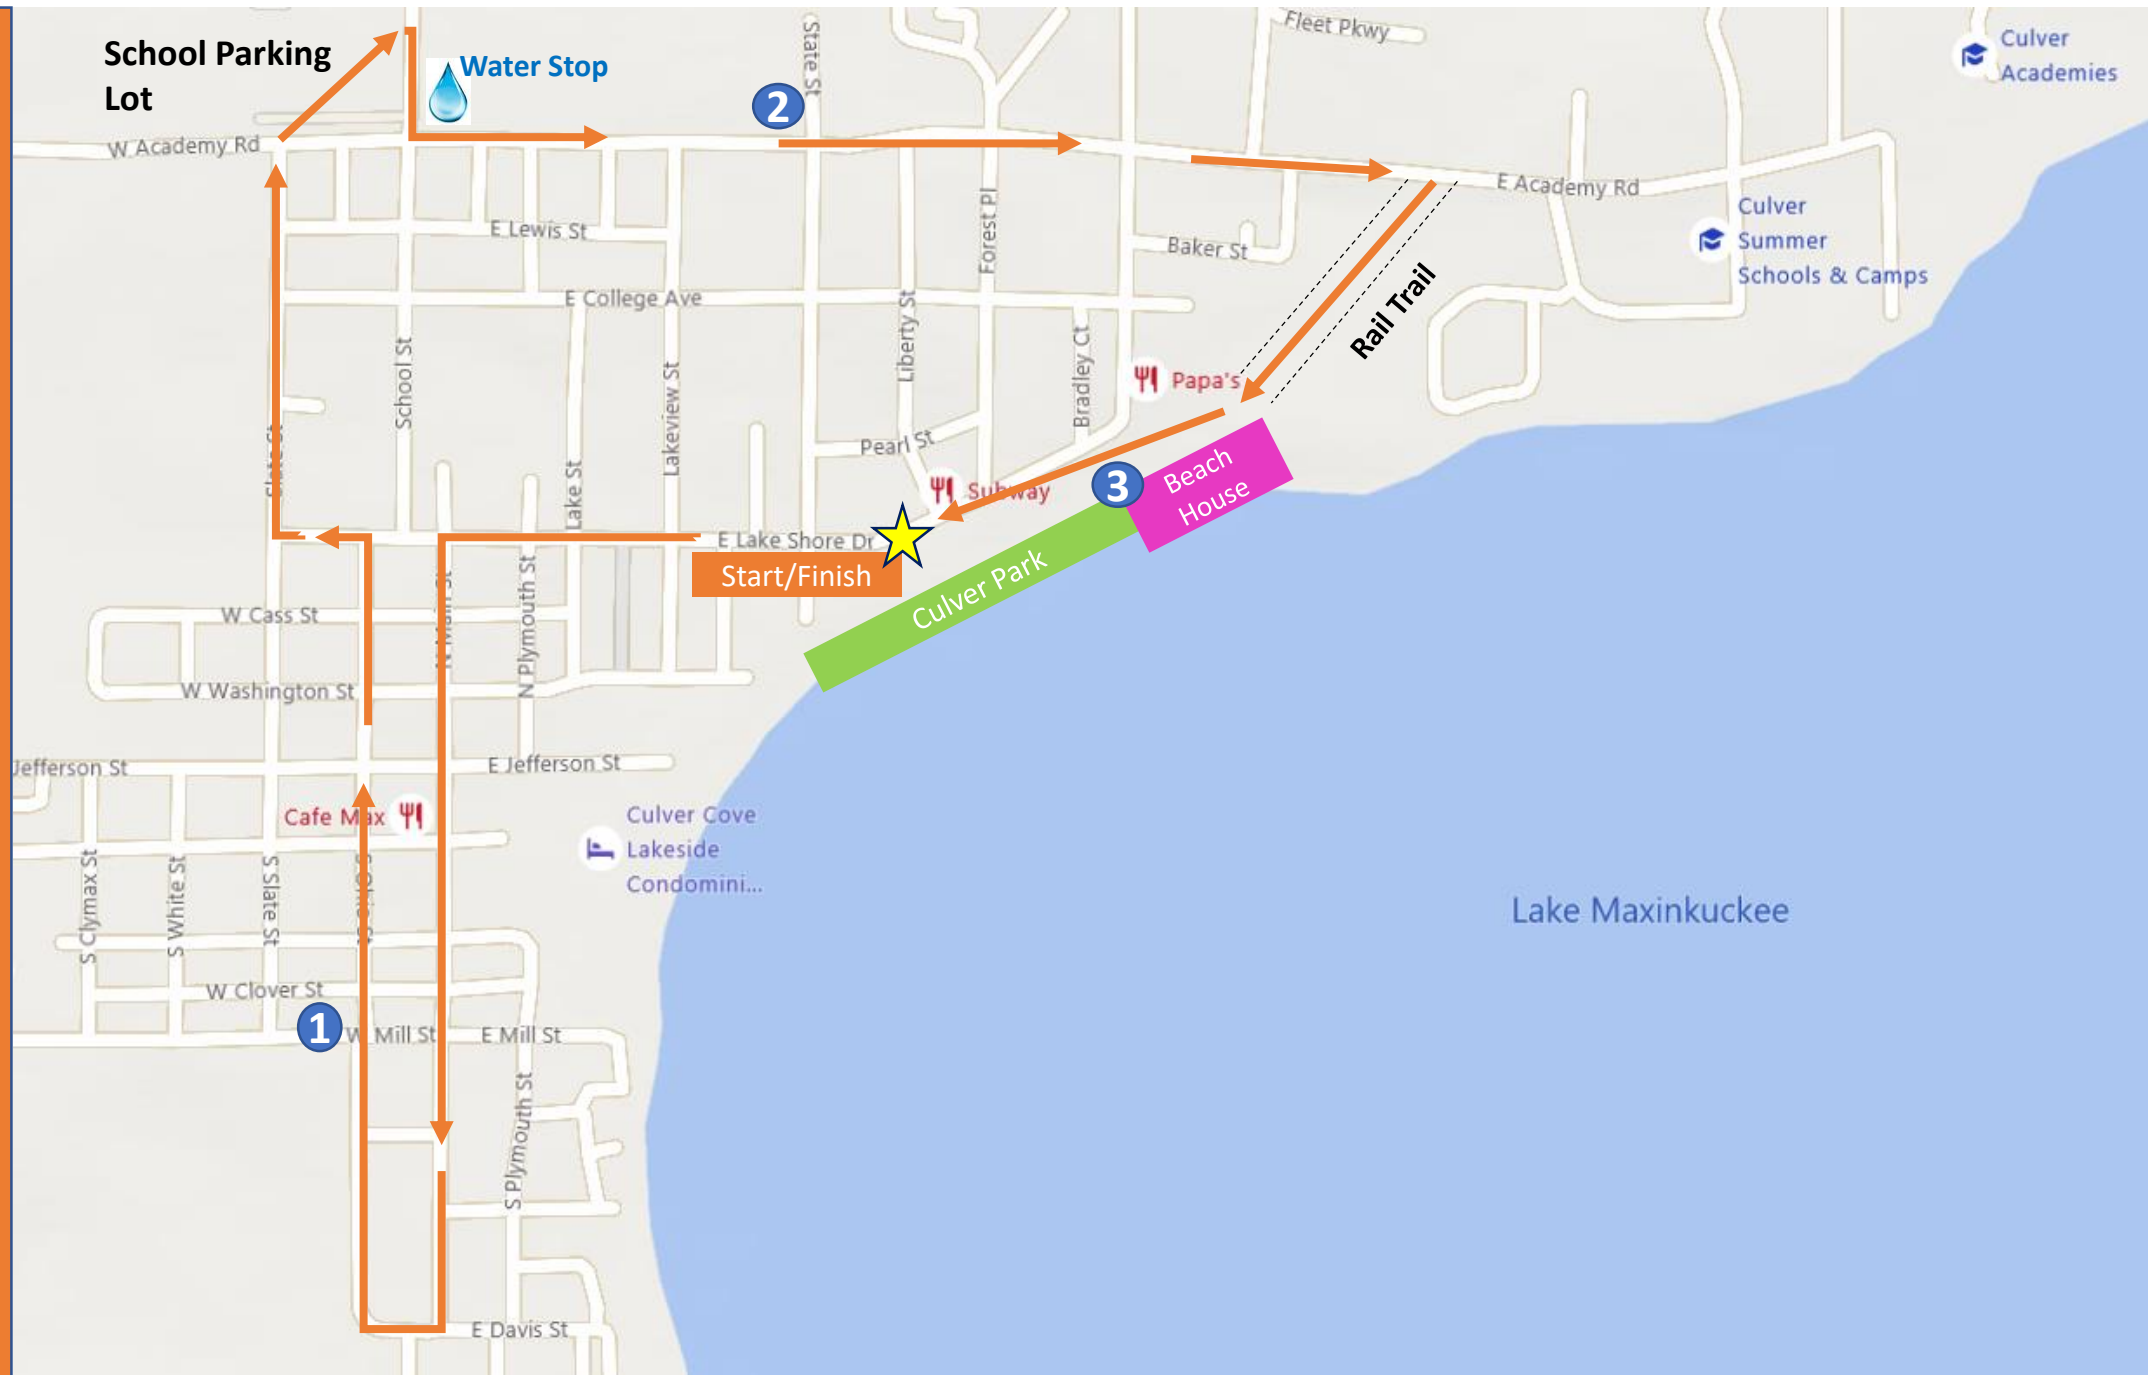 School Parking
Lot
Water Stop
2
State St
Fleet Pkwy
Culver
Academies
W Academy Rd
E Academy Rd
E Lewis St
Forest Pl
Baker St
Culver
Summer
Schools & Camps
E College Ave
Liberty St
Rail Trail
School St
Lakeview St
Bradley Ct
Papa's
Slate St
Lake St
Pearl St
Subway
3
Beach
House
E Lake Shore Dr
Start/Finish
Culver Park
W Cass St
N Main St
N Plymouth St
W Washington St
Jefferson St
E Jefferson St
Cafe Max
Culver Cove
Lakeside
Condomini...
S Clymax St
S White St
S Slate St
Lake Maxinkuckee
W Clover St
1
W Mill St
E Mill St
S Plymouth St
E Davis St